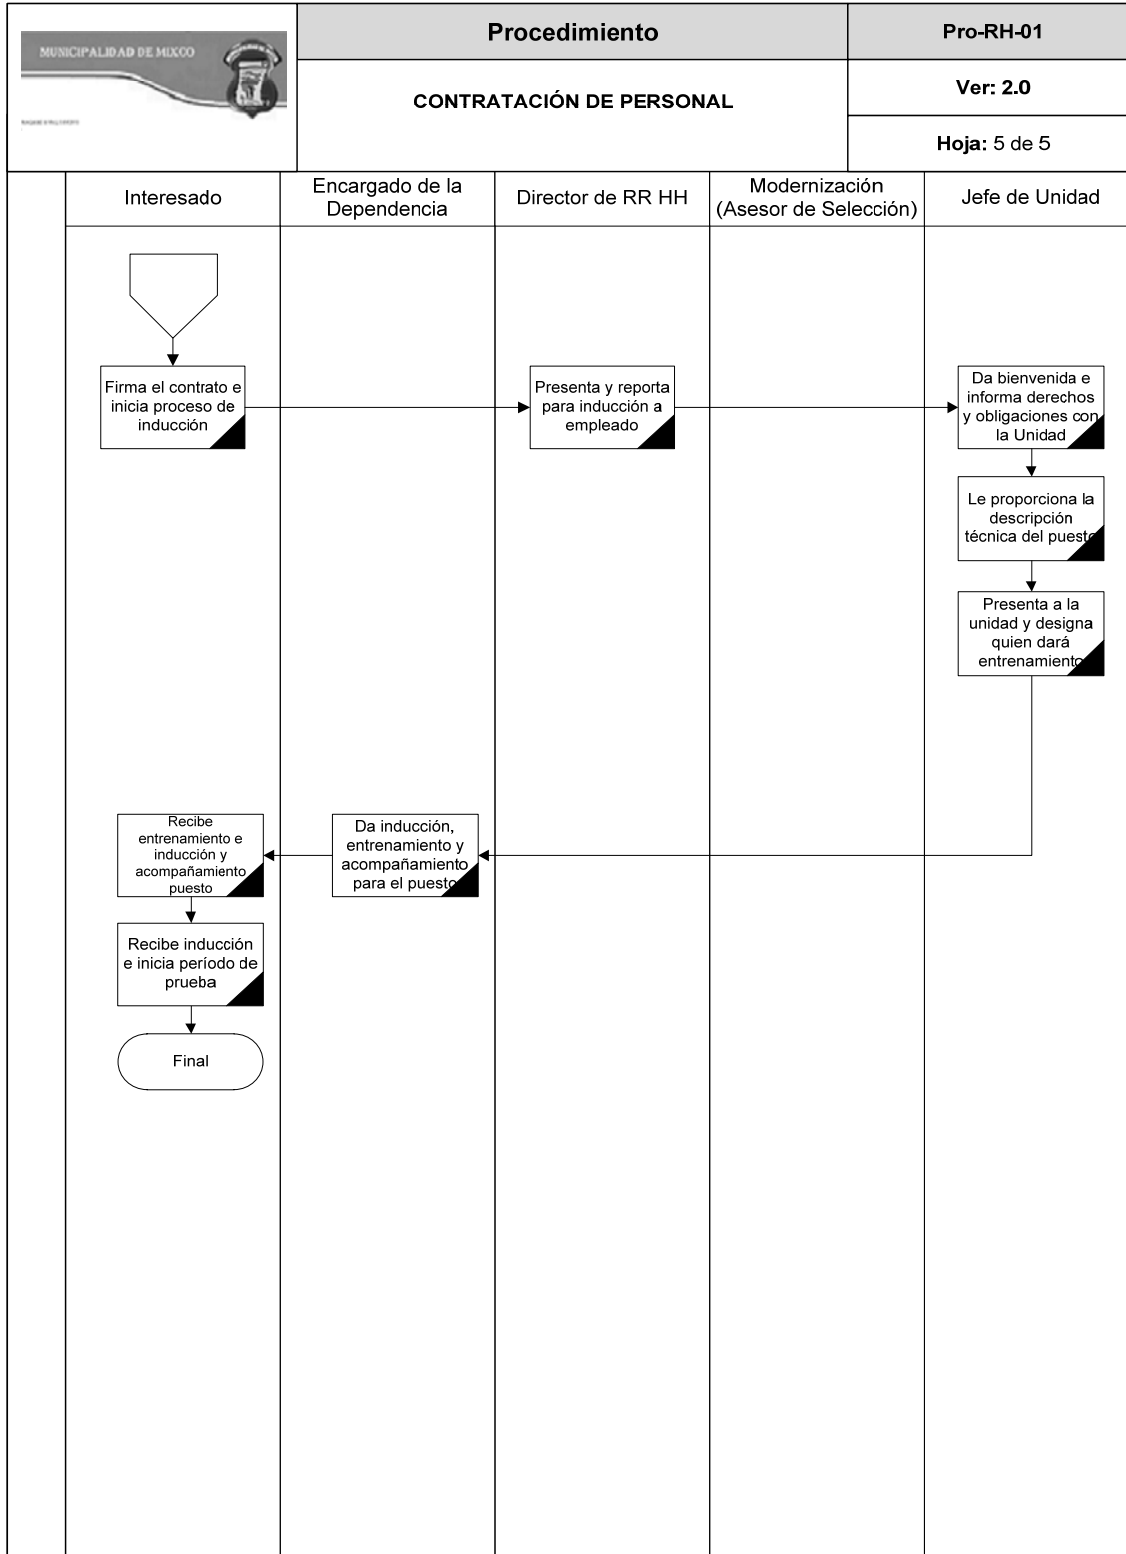 MUNICIPALIDAD DE MIXCO
Procedimiento
Pro-RH-01
CONTRATACIÓN DE PERSONAL
Ver: 2.0
Hoja: 5 de 5
Interesado
Encargado de la
Dependencia
Director de RR HH
Modernización
(Asesor de Selección)
Jefe de Unidad
Firma el contrato e
inicia proceso de
inducción
Presenta y reporta
para inducción a
empleado
Da bienvenida e
informa derechos
y obligaciones con
la Unidad
Le proporciona la
descripción
técnica del puesto
Presenta a la
unidad y designa
quien dará
entrenamiento
Recibe
entrenamiento e
inducción y
acompañamiento
puesto
Da inducción,
entrenamiento y
acompañamiento
para el puesto
Recibe inducción
e inicia período de
prueba
Final